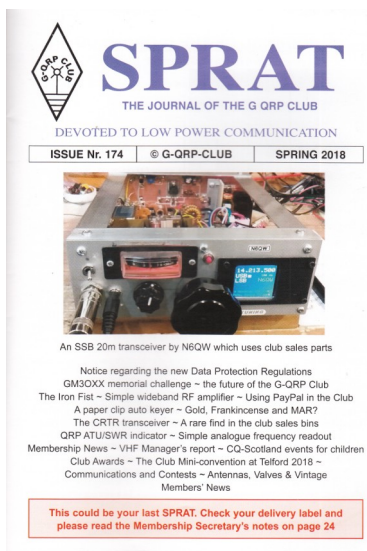 G-QRP CLUB
SPRAT
THE JOURNAL OF THE G QRP CLUB
DEVOTED TO LOW POWER COMMUNICATION
ISSUE Nr. 174
© G-QRP-CLUB
SPRING 2018
N6QW
14.213.500
USB
LSB
An SSB 20m transceiver by N6QW which uses club sales parts
Notice regarding the new Data Protection Regulations
GM3OXX memorial challenge ~ the future of the G-QRP Club
The Iron Fist ~ Simple wideband RF amplifier ~ Using PayPal in the Club
A paper clip auto keyer ~ Gold, Frankincense and MAR?
The CRTR transceiver ~ A rare find in the club sales bins
QRP ATU/SWR indicator ~ Simple analogue frequency readout
Membership News ~ VHF Manager's report ~ CQ-Scotland events for children
Club Awards ~ The Club Mini-convention at Telford 2018 ~
Communications and Contests ~ Antennas, Valves & Vintage
Members' News
This could be your last SPRAT. Check your delivery label and
please read the Membership Secretary's notes on page 24